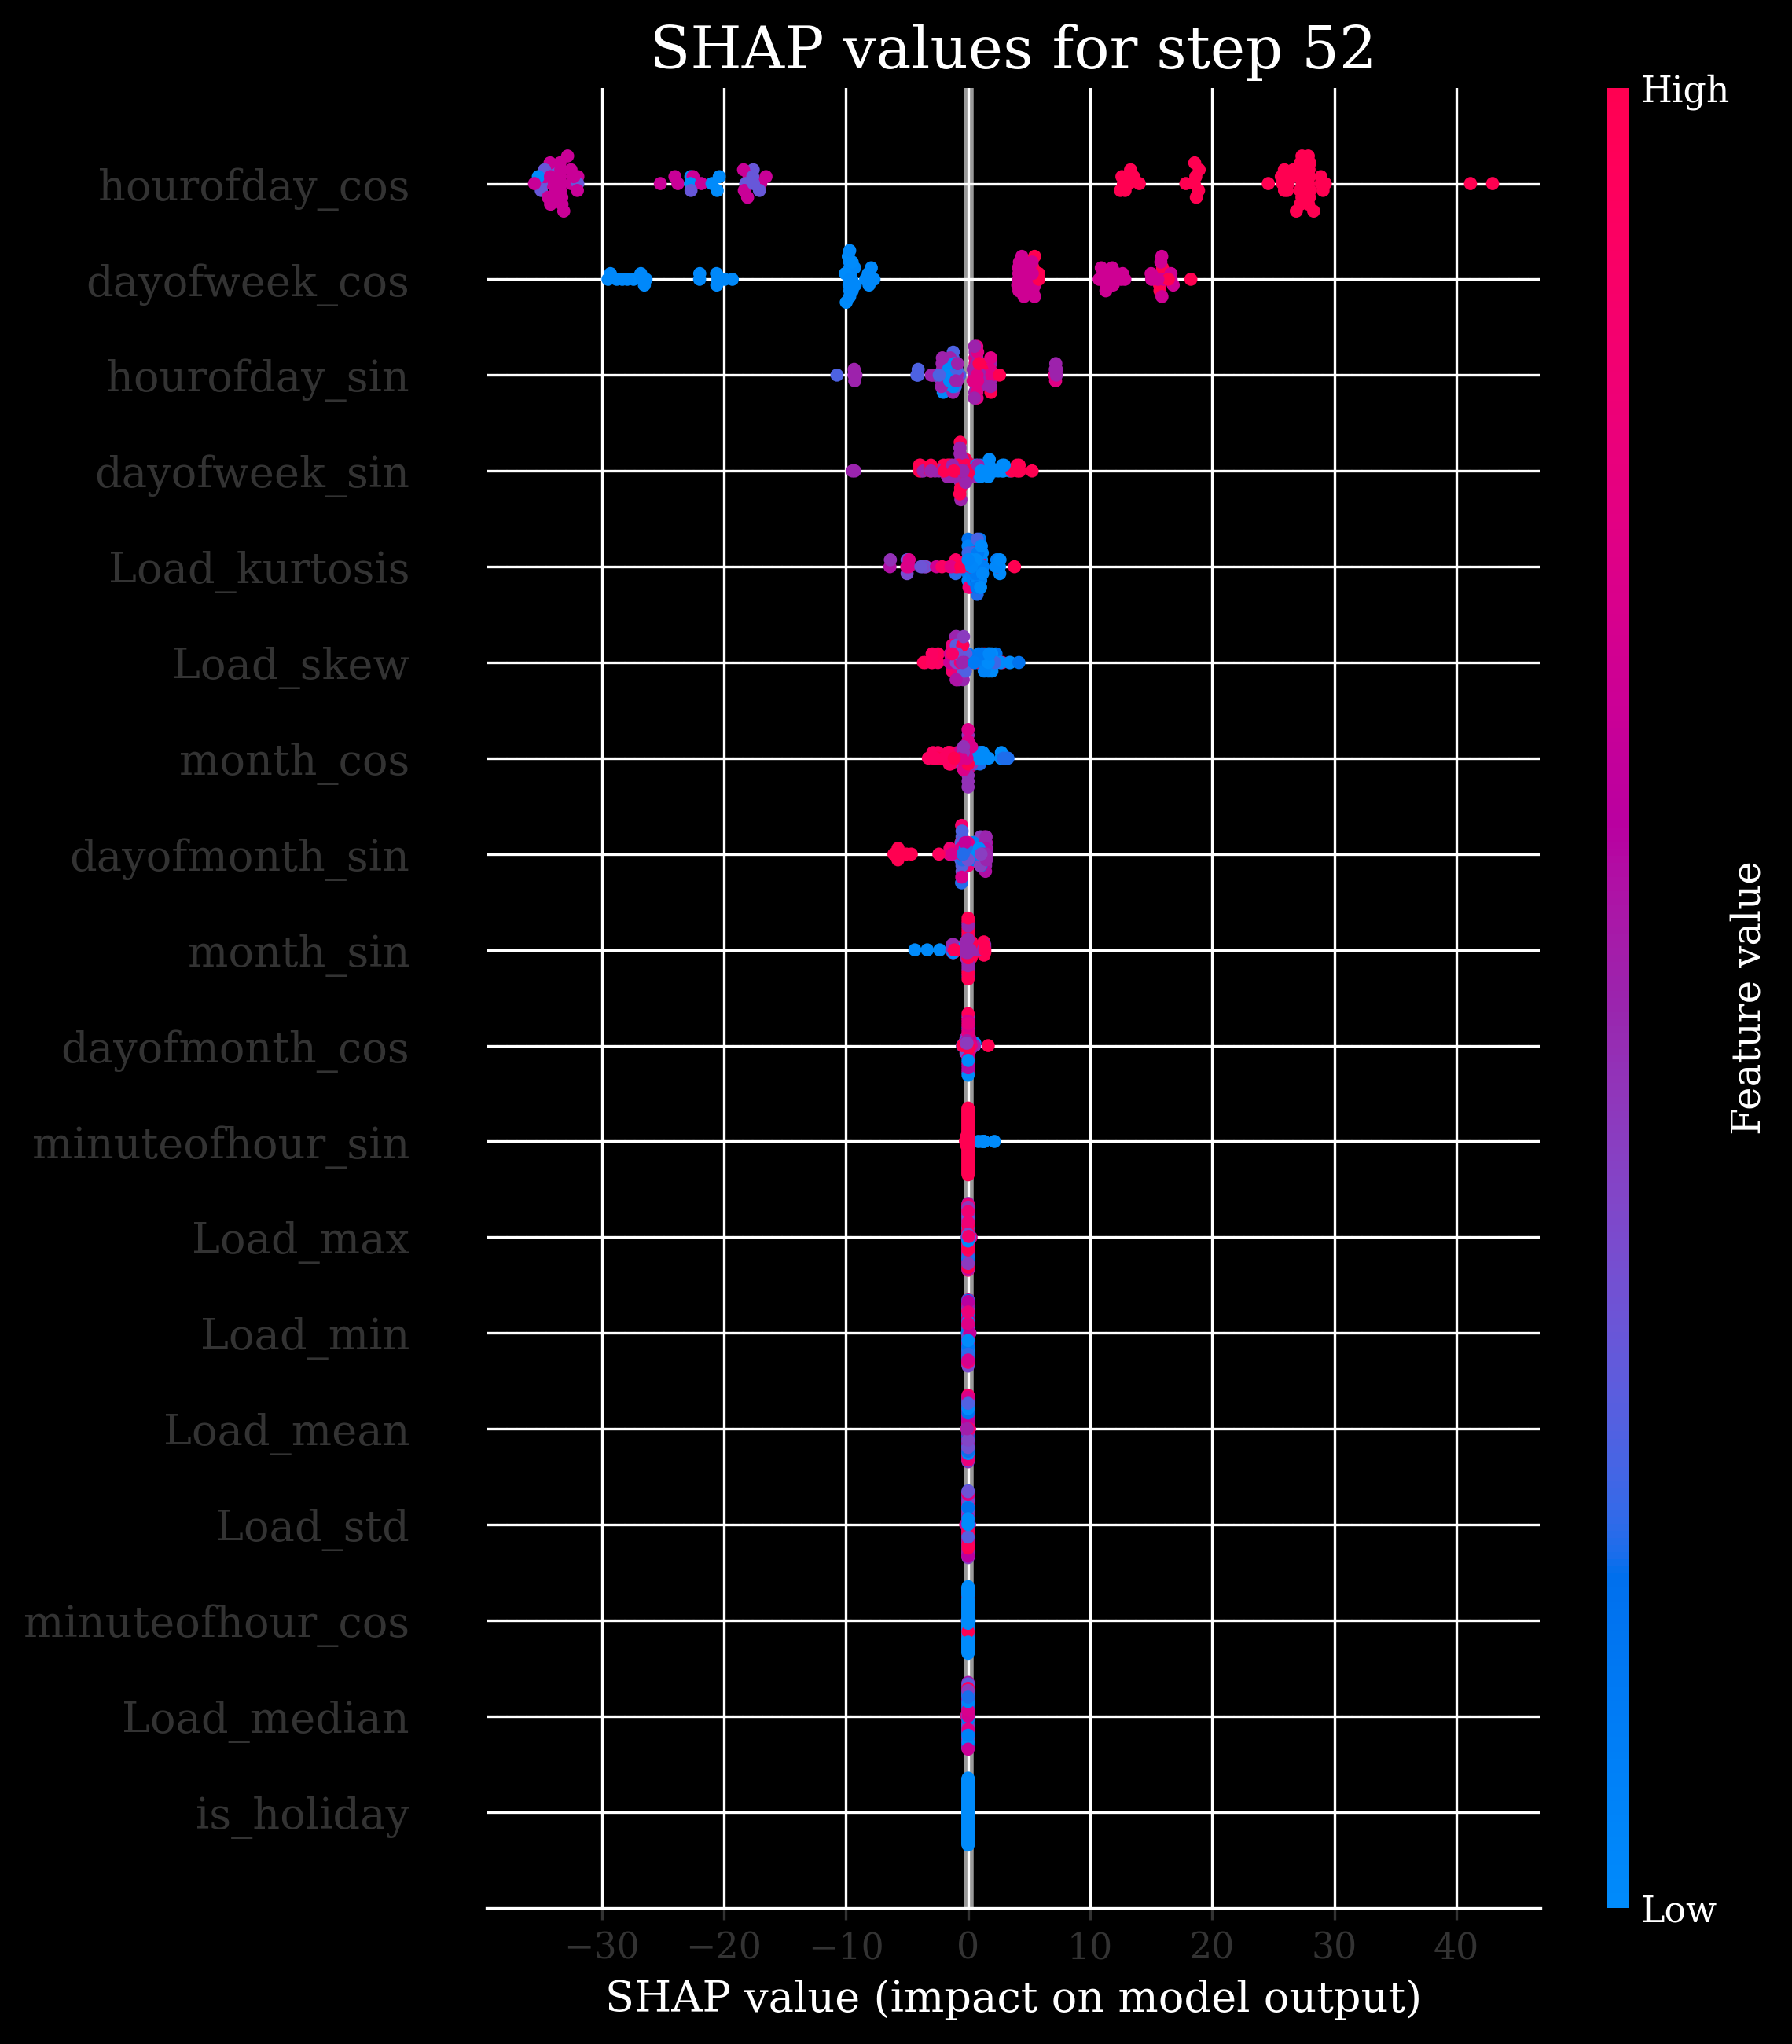 SHAP values for step 52
High
hourofday_cos
dayofweek_cos
hourofday_sin
dayofweek_sin
Load_kurtosis
Load_skew
month_cos
dayofmonth_sin
month_sin
dayofmonth_cos
minuteofhour_sin
Load_max
Load_min
Load_mean
Load_std
minuteofhour_cos
Load_median
is_holiday
Feature value
Low
−30 −20 −10 0 10 20 30 40
SHAP value (impact on model output)